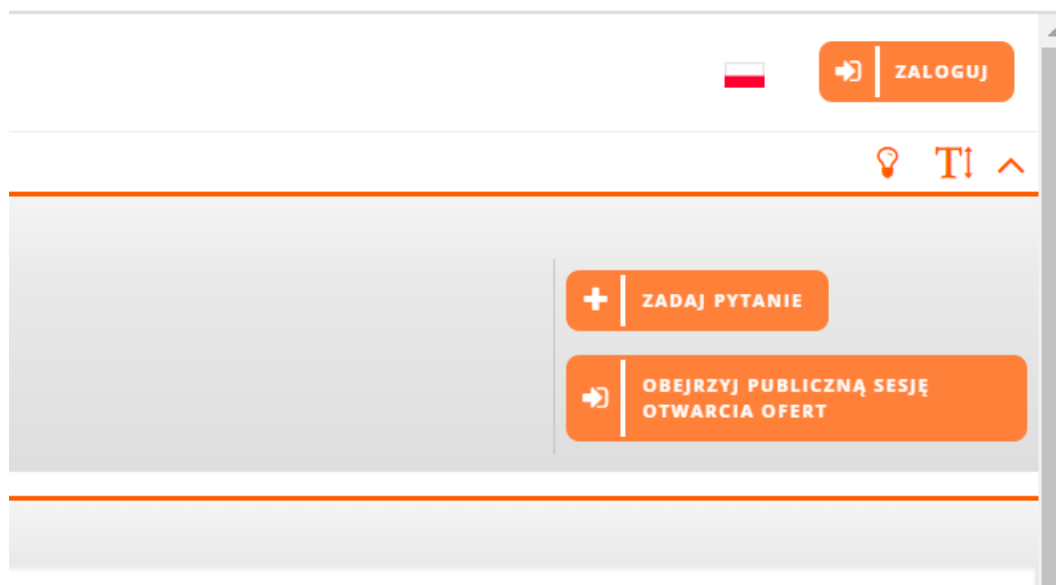 ZALOGUJ
ZADAJ PYTANIE
OBEJRZYJ PUBLICZNĄ SESJĘ
OTWARCIA OFERT